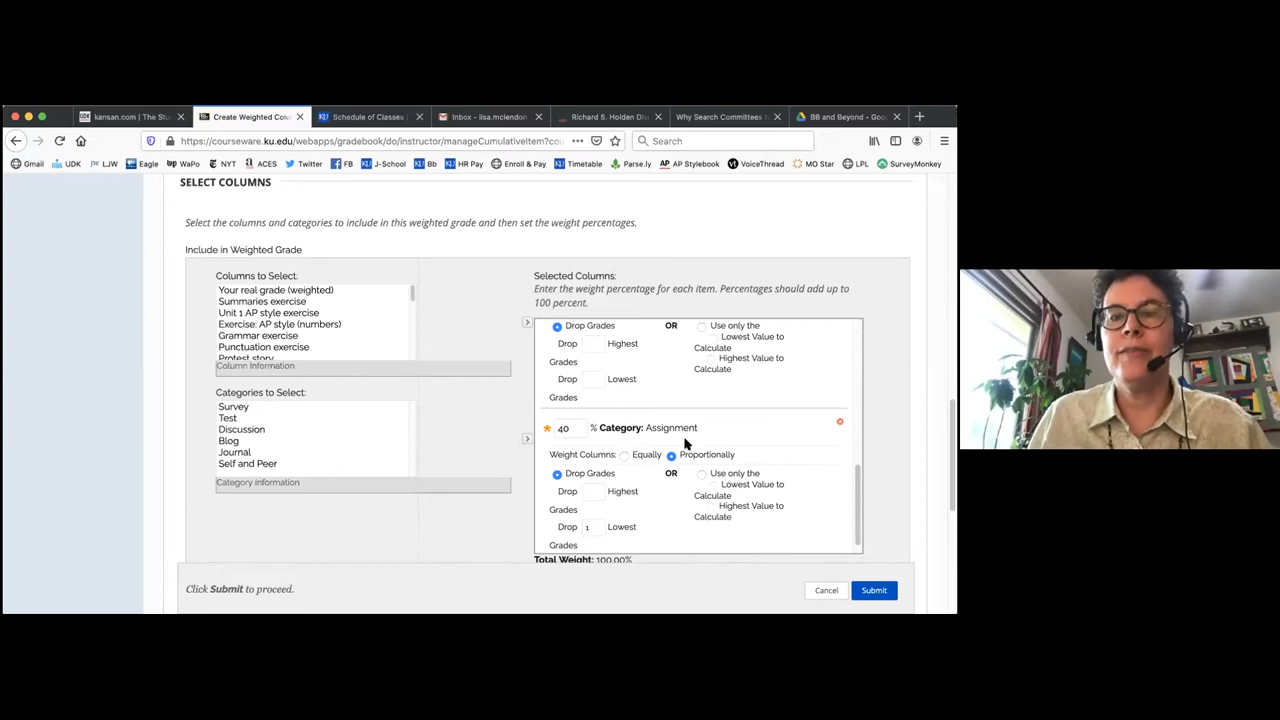 kansan.com | The Stu
Create Weighted Colu
Schedule of Classes |
Inbox - lisa.mclendon
Richard S. Holden Div
Why Search Committees N
BB and Beyond - Goo
https://courseware.ku.edu/webapps/gradebook/do/instructor/manageCumulativeItem?cou
Search
Gmail UDK LJW Eagle WaPo NYT ACES Twitter FB J-School Bb HR Pay Enroll & Pay Timetable Parse.ly AP Stylebook VoiceThread MO Star LPL SurveyMonkey
SELECT COLUMNS
Select the columns and categories to include in this weighted grade and then set the weight percentages.
Include in Weighted Grade
Columns to Select:
Your real grade (weighted)
Summaries exercise
Unit 1 AP style exercise
Exercise: AP style (numbers)
Grammar exercise
Punctuation exercise
Protest story
Column Information
Categories to Select:
Survey
Test
Discussion
Blog
Journal
Self and Peer
Category Information
Selected Columns:
Enter the weight percentage for each item. Percentages should add up to
100 percent.
Drop Grades OR Use only the
Drop Highest Lowest Value to
Calculate
Grades Highest Value to
Calculate
Drop Lowest
Grades
* 40 % Category: Assignment
Weight Columns: Equally Proportionally
Drop Grades OR Use only the
Lowest Value to
Drop Highest Calculate
Grades Highest Value to
Calculate
Drop 1 Lowest
Grades
Total Weight: 100.00%
Click Submit to proceed.
Cancel Submit